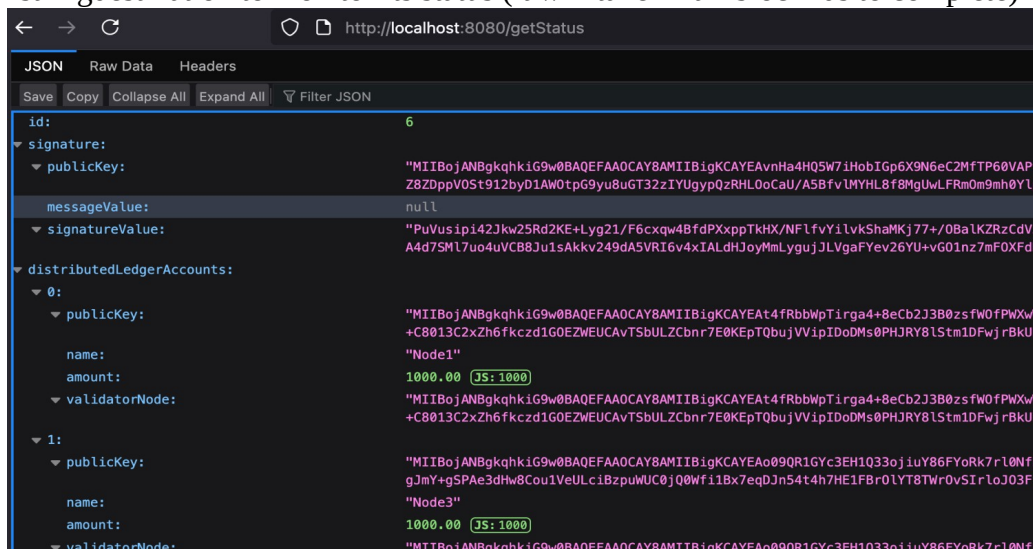 http://localhost:8080/getStatus
JSON Raw Data Headers
Save Copy Collapse All Expand All Filter JSON
id: 6
signature:
publicKey: "MIIBojANBgkqhkiG9w0BAQEFAAOCAY8AMIIBigKCAYEAvnHa4HQ5W7iHobIGp6X9N6eC2MfTP60VAP
Z8ZDppVOSt912byD1AWOtpG9yu8uGT32zIYUgypQzRHLOoCaU/A5BfvlMYHL8f8MgUwLFRmOm9mh0Yl
messageValue: null
signatureValue: "PuVusipi42Jkw25Rd2KE+Lyg21/F6cxqw4BfdPXxppTkHX/NFlfvYilvkShaMKj77+/OBalKZRzCdV
A4d7SMl7uo4uVCB8Ju1sAkkv249dA5VRI6v4xIALdHJoyMmLygujJLVgaFYev26YU+vGO1nz7mFOXFd
distributedLedgerAccounts:
0:
publicKey: "MIIBojANBgkqhkiG9w0BAQEFAAOCAY8AMIIBigKCAYEAt4fRbbWpTirga4+8eCb2J3B0zsfWOfPWXw
+C8013C2xZh6fkczd1GOEZWEUCAvTSbULZCbnr7E0KEpTQbujVVipIDoDMs0PHJRY8lStm1DFwjrBkU
name: "Node1"
amount: 1000.00 JS:1000
validatorNode: "MIIBojANBgkqhkiG9w0BAQEFAAOCAY8AMIIBigKCAYEAt4fRbbWpTirga4+8eCb2J3B0zsfWOfPWXw
+C8013C2xZh6fkczd1GOEZWEUCAvTSbULZCbnr7E0KEpTQbujVVipIDoDMs0PHJRY8lStm1DFwjrBkU
1:
publicKey: "MIIBojANBgkqhkiG9w0BAQEFAAOCAY8AMIIBigKCAYEAo09QR1GYc3EH1Q33ojiuY86FYoRk7rl0Nf
gJmY+gSPAe3dHw8Cou1VeULciBzpuWUC0jQ0Wfi1Bx7eqDJn54t4h7HE1FBrOlYT8TWrOvSIrloJO3F
name: "Node3"
amount: 1000.00 JS:1000
validatorNode: "MIIBojANBgkqhkiG9w0BAQEFAAOCAY8AMIIBigKCAYEAo09QR1GYc3EH1Q33ojiuY86FYoRk7rl0Nf